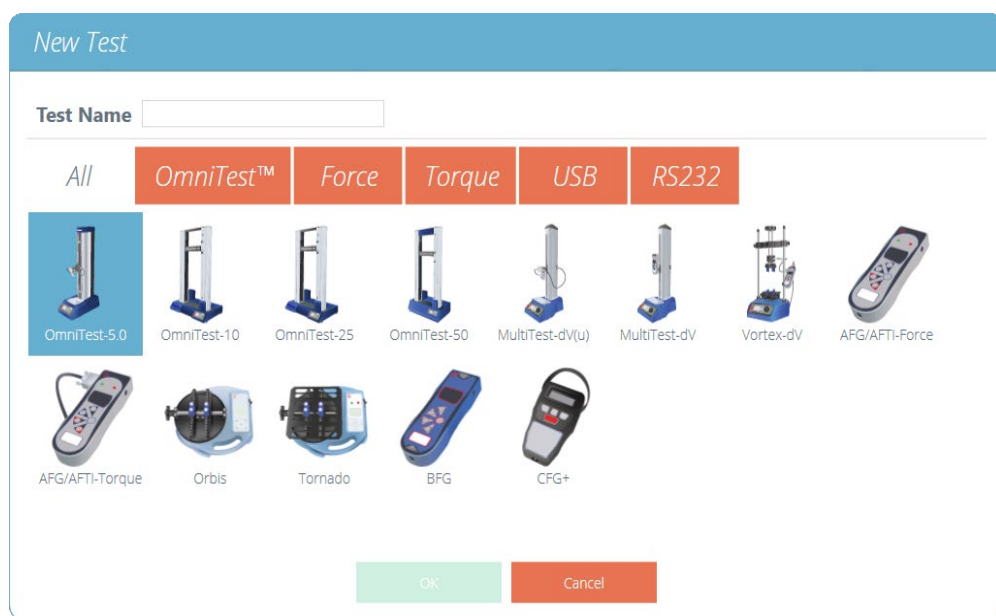 New Test
Test Name
All OmniTest™ Force Torque USB RS232
OmniTest-5.0 OmniTest-10 OmniTest-25 OmniTest-50 MultiTest-dV(u) MultiTest-dV Vortex-dV AFG/AFTI-Force
AFG/AFTI-Torque Orbis Tornado BFG CFG+
OK Cancel